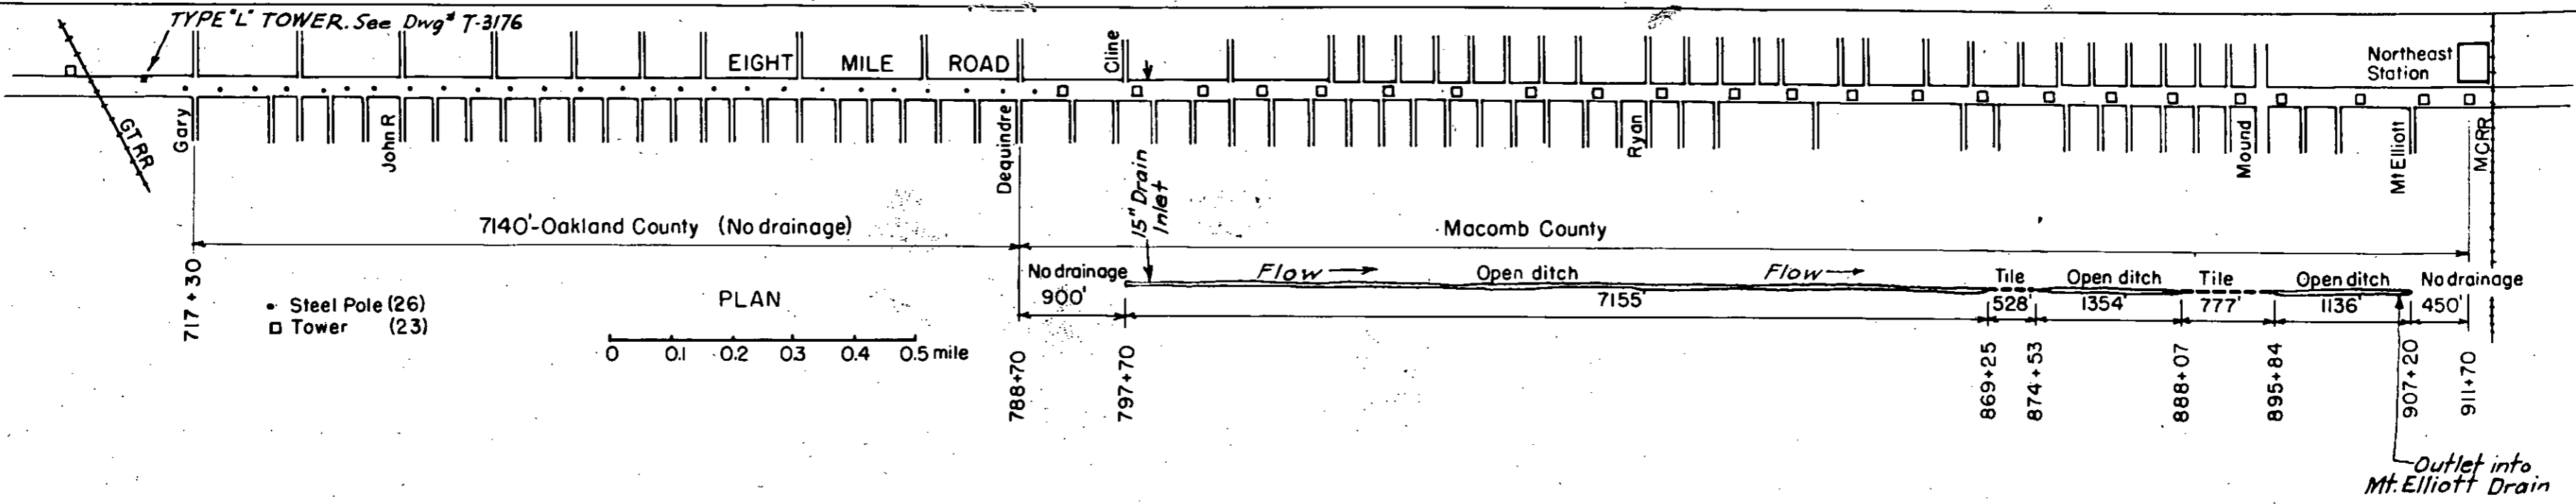 TYPE "L" TOWER. See Dwg# T-3176
EIGHT MILE ROAD
Cline
Northeast
Station
GTRR
Gary
John R
Dequindre
15" Drain
Inlet
Ryan
Mound
Mt Elliott
MCRR
7140'-Oakland County (No drainage)
Macomb County
No drainage
900'
Flow
Open ditch
7155'
Flow
Tile
528'
Open ditch
1354'
Tile
777'
Open ditch
1136'
No drainage
450'
• Steel Pole (26)
□ Tower (23)
PLAN
0 0.1 0.2 0.3 0.4 0.5 mile
717+30
788+70
797+70
869+25
874+53
888+07
895+84
907+20
911+70
Outlet into
Mt. Elliott Drain